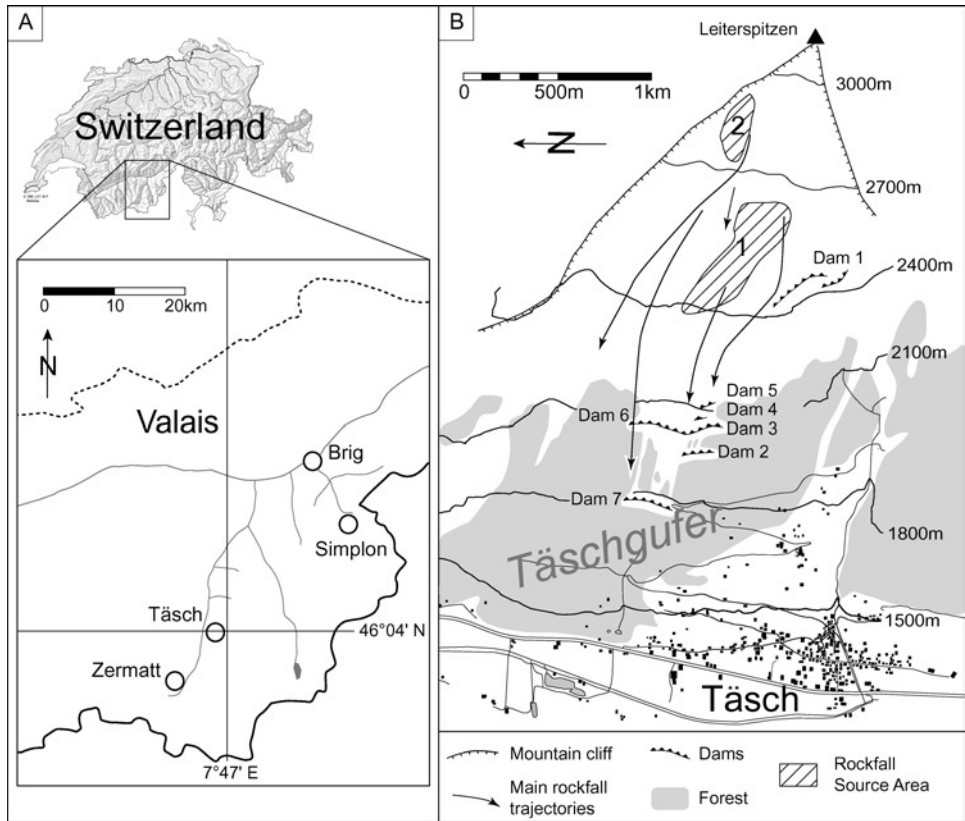 A
Switzerland
0
10
20km
N
Valais
Brig
Simplon
Täsch
46°04' N
Zermatt
7°47' E
B
Leiterspitzen
0
500m
1km
N
3000m
2
2700m
1
Dam 1
2400m
2100m
Dam 5
Dam 4
Dam 6
Dam 3
Dam 2
Dam 7
1800m
Täschgufer
1500m
Täsch
Mountain cliff
Main rockfall
trajectories
Dams
Forest
Rockfall
Source Area